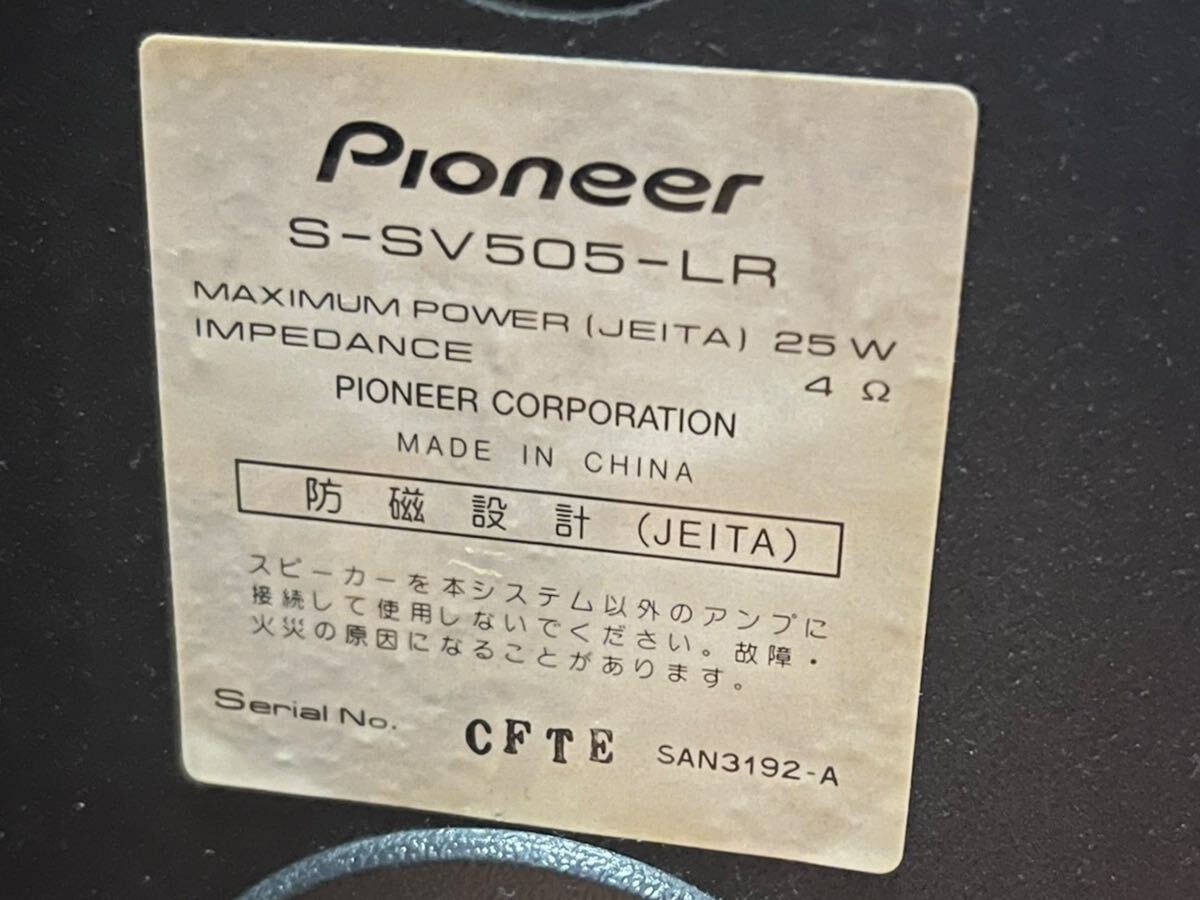 Pioneer
S-SV505-LR
MAXIMUM POWER (JEITA) 25 W
IMPEDANCE 4 Ω
PIONEER CORPORATION
MADE IN CHINA
防磁設計 (JEITA)
スピーカーを本システム以外のアンプに
接続して使用しないでください。故障・
火災の原因になることがあります。
Serial No. CFTE SAN3192-A